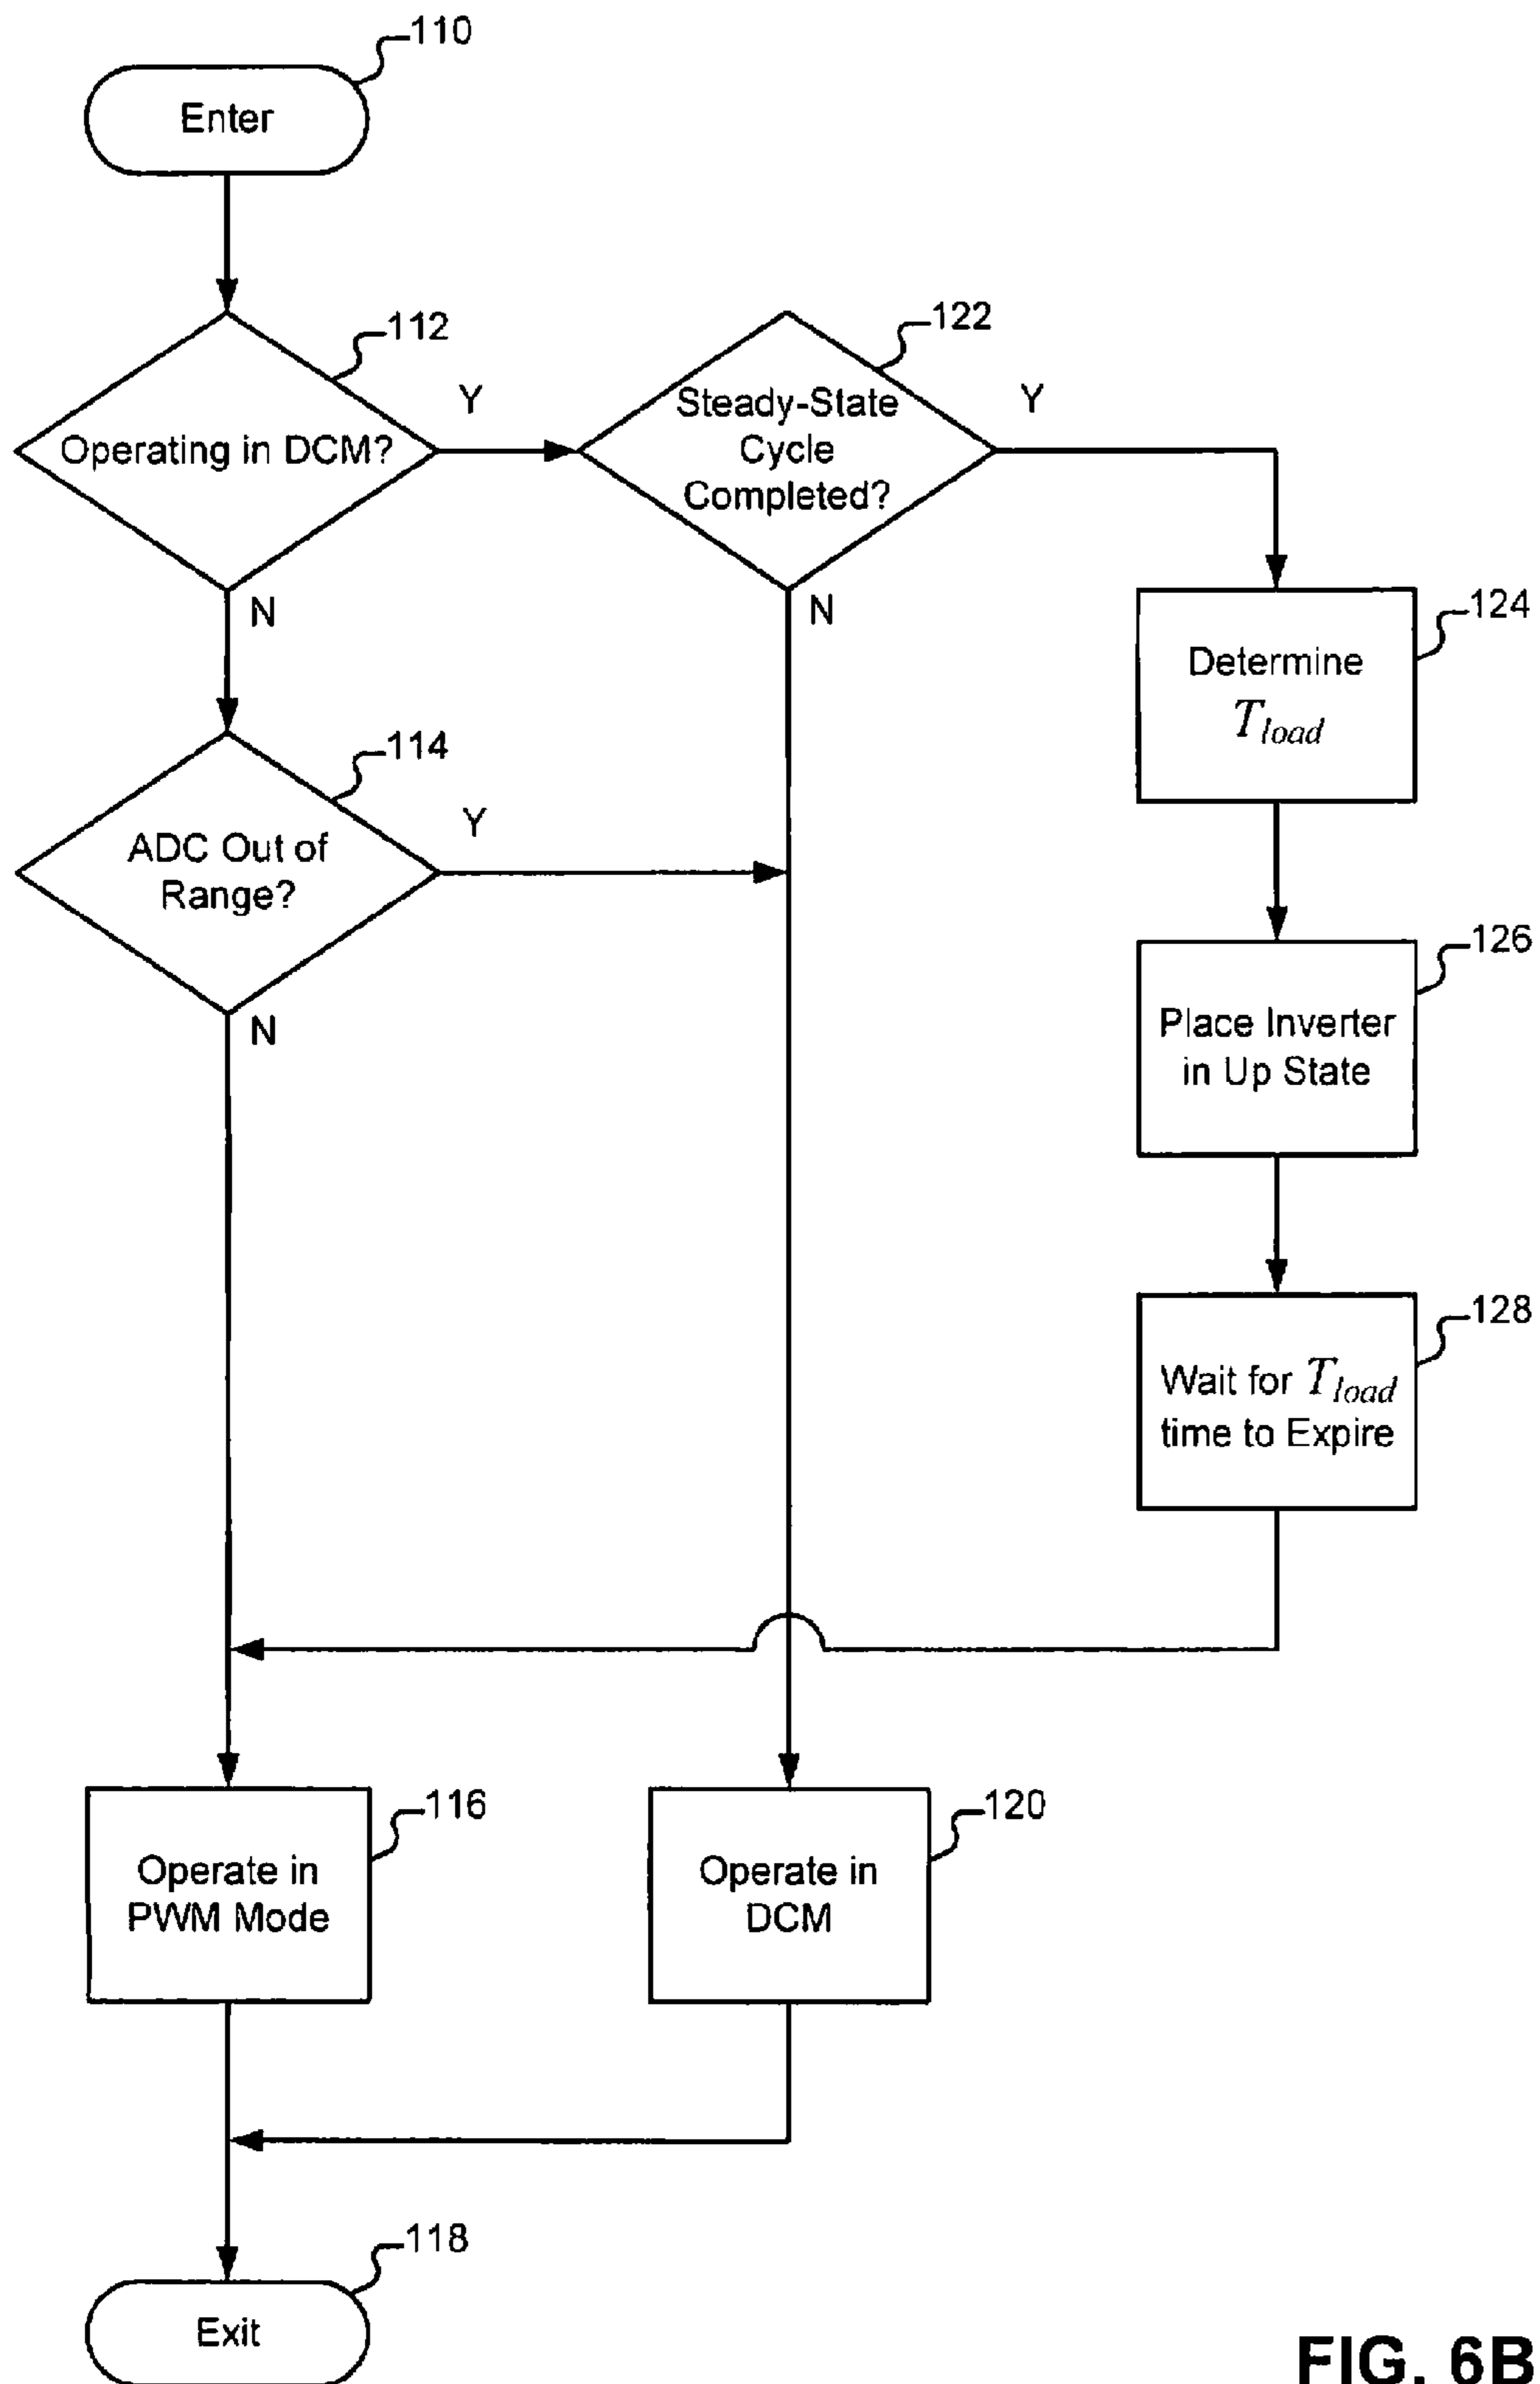 110
Enter
112
Operating in DCM?
Y
122
Steady-State
Cycle
Completed?
Y
N
N
124
Determine
T_load
114
ADC Out of
Range?
Y
N
126
Place Inverter
in Up State
128
Wait for T_load
time to Expire
116
Operate in
PWM Mode
120
Operate in
DCM
118
Exit
FIG. 6B